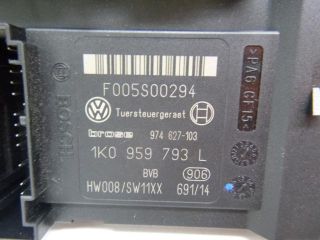 F005S00294
Tuersteuergeraet
brose 974 627-103
1K0 959 793 L
BVB 906
HW008/SW11XX 691/14
>PA6 GF15<
BOSCH